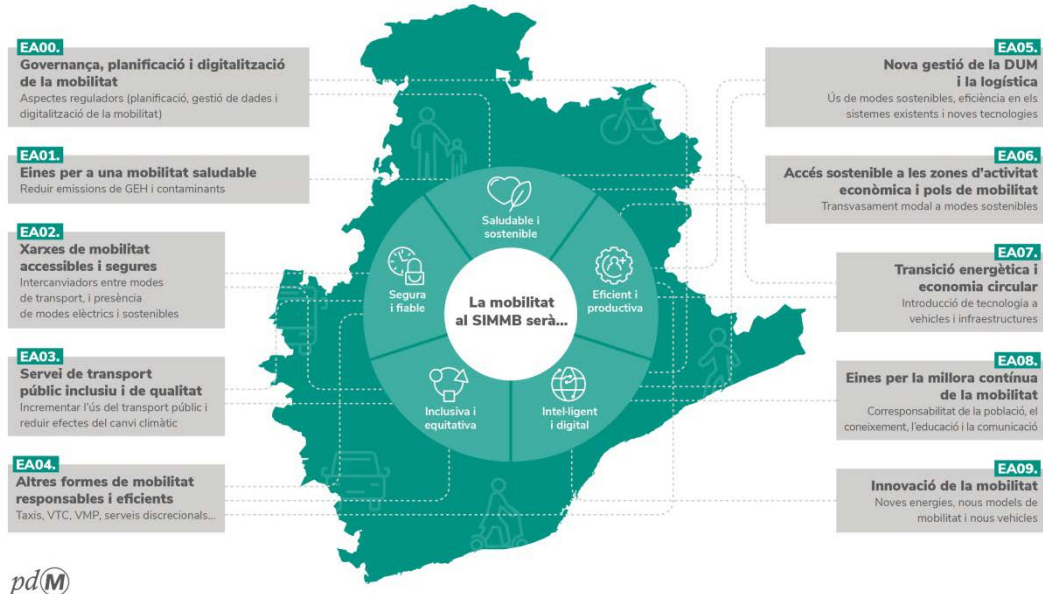 EA00.
Governança, planificació i digitalització
de la mobilitat
Aspectes reguladors (planificació, gestió de dades i
digitalització de la mobilitat)
EA01.
Eines per a una mobilitat saludable
Reduir emissions de GEH i contaminants
EA02.
Xarxes de mobilitat
accessibles i segures
Intercanviadors entre modes
de transport, i presència
de modes elèctrics i sostenibles
EA03.
Servei de transport
públic inclusiu i de qualitat
Incrementar l'ús del transport públic i
reduir efectes del canvi climàtic
EA04.
Altres formes de mobilitat
responsables i eficients
Taxis, VTC, VMP, serveis discrecionals...
Saludable i
sostenible
Segura
i fiable
Eficient i
productiva
La mobilitat
al SIMMB serà...
Inclusiva i
equitativa
Intel·ligent
i digital
EA05.
Nova gestió de la DUM
i la logística
Ús de modes sostenibles, eficiència en els
sistemes existents i noves tecnologies
EA06.
Accés sostenible a les zones d'activitat
econòmica i pols de mobilitat
Transvasament modal a modes sostenibles
EA07.
Transició energètica i
economia circular
Introducció de tecnologia a
vehicles i infraestructures
EA08.
Eines per la millora contínua
de la mobilitat
Corresponsabilitat de la població, el
coneixement, l'educació i la comunicació
EA09.
Innovació de la mobilitat
Noves energies, nous models de
mobilitat i nous vehicles
pdM